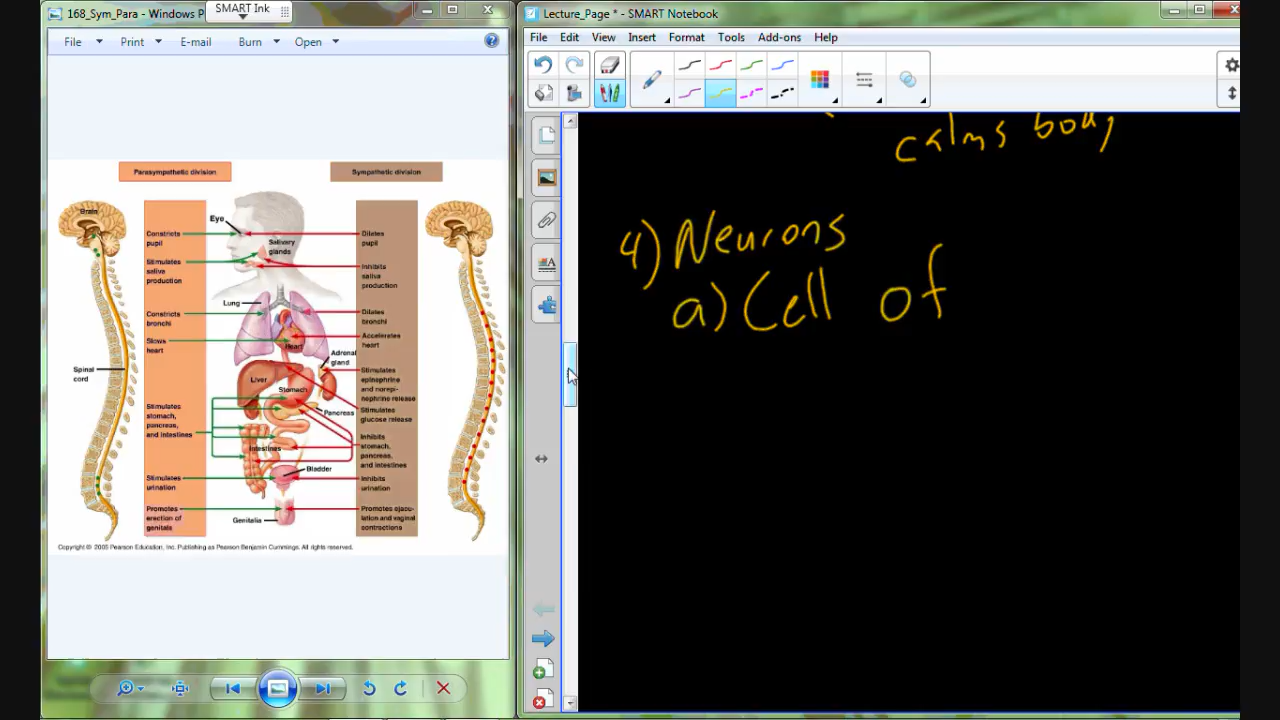 168_Sym_Para - Windows P
SMART Ink
File Print E-mail Burn Open
Parasympathetic division
Sympathetic division
Brain
Eye
Constricts
pupil
Dilates
pupil
Salivary
glands
Stimulates
saliva
production
Inhibits
saliva
production
Lung
Constricts
bronchi
Dilates
bronchi
Slows
heart
Heart
Accelerates
heart
Adrenal
gland
Spinal
cord
Liver
Stomach
Stimulates
epinephrine
and norepi-
nephrine release
Pancreas
Stimulates
glucose release
Stimulates
stomach,
pancreas,
and intestines
Intestines
Inhibits
stomach,
pancreas,
and intestines
Bladder
Stimulates
urination
Inhibits
urination
Promotes
erection of
genitals
Genitalia
Promotes ejacu-
lation and vaginal
contractions
Copyright © 2005 Pearson Education, Inc. Publishing as Pearson Benjamin Cummings. All rights reserved.
Lecture_Page * - SMART Notebook
File Edit View Insert Format Tools Add-ons Help
calms body
4) Neurons
a) Cell of